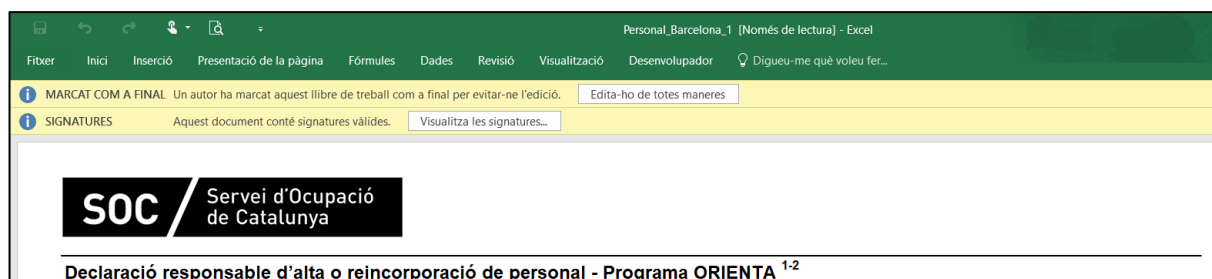 Personal_Barcelona_1 [Només de lectura] - Excel
Fitxer Inici Inserció Presentació de la pàgina Fórmules Dades Revisió Visualització Desenvolupador Digueu-me què voleu fer...
MARCAT COM A FINAL Un autor ha marcat aquest llibre de treball com a final per evitar-ne l'edició. Edita-ho de totes maneres
SIGNATURES Aquest document conté signatures vàlides. Visualitza les signatures...
SOC / Servei d'Ocupació
de Catalunya
Declaració responsable d'alta o reincorporació de personal - Programa ORIENTA 1-2